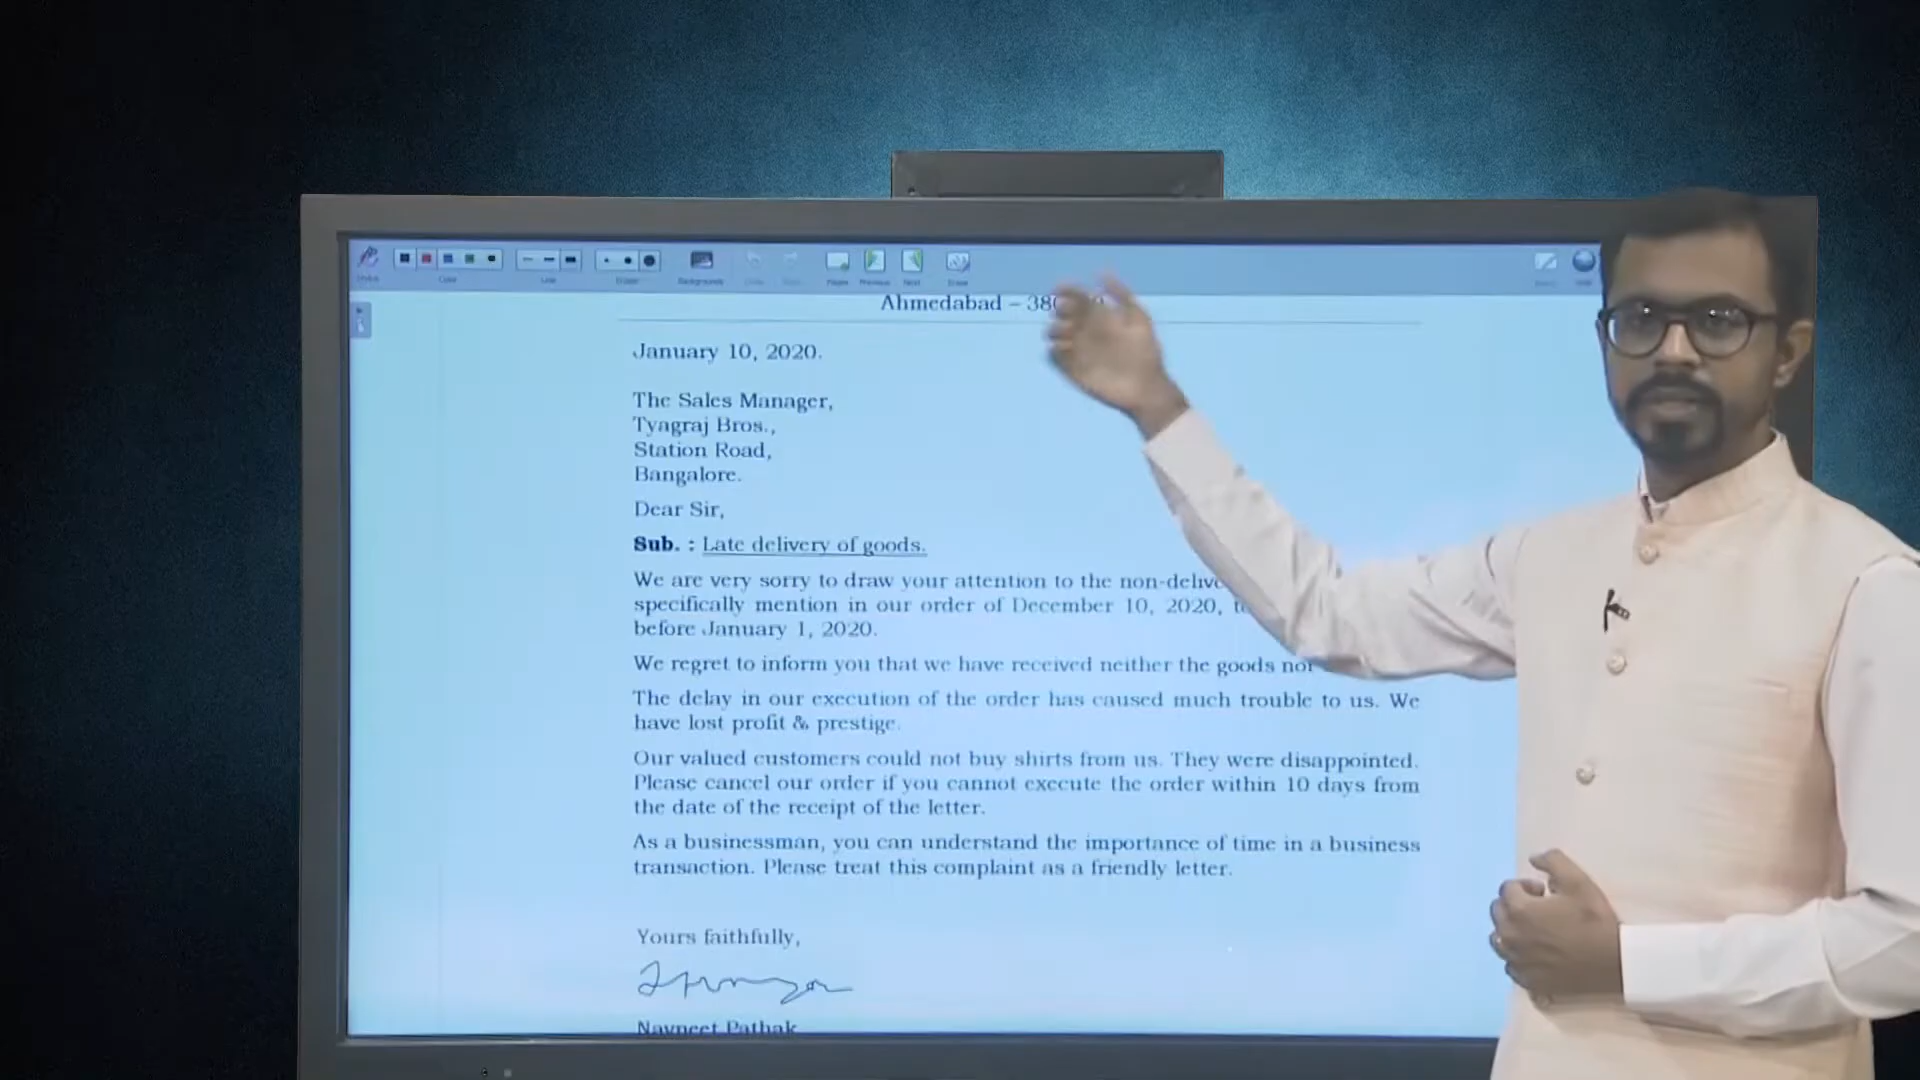 Ahmedabad – 380
January 10, 2020.
The Sales Manager,
Tyagraj Bros.,
Station Road,
Bangalore.
Dear Sir,
Sub. : Late delivery of goods.
We are very sorry to draw your attention to the
specifically mention in our order of December 10, 2020,
before January 1, 2020.
We regret to inform you that we have received neither the goods nor
The delay in our execution of the order has caused much trouble to us. We
have lost profit & prestige.
Our valued customers could not buy shirts from us. They were disappointed.
Please cancel our order if you cannot execute the order within 10 days from
the date of the receipt of the letter.
As a businessman, you can understand the importance of time in a business
transaction. Please treat this complaint as a friendly letter.
Yours faithfully,
Navneet Pathak